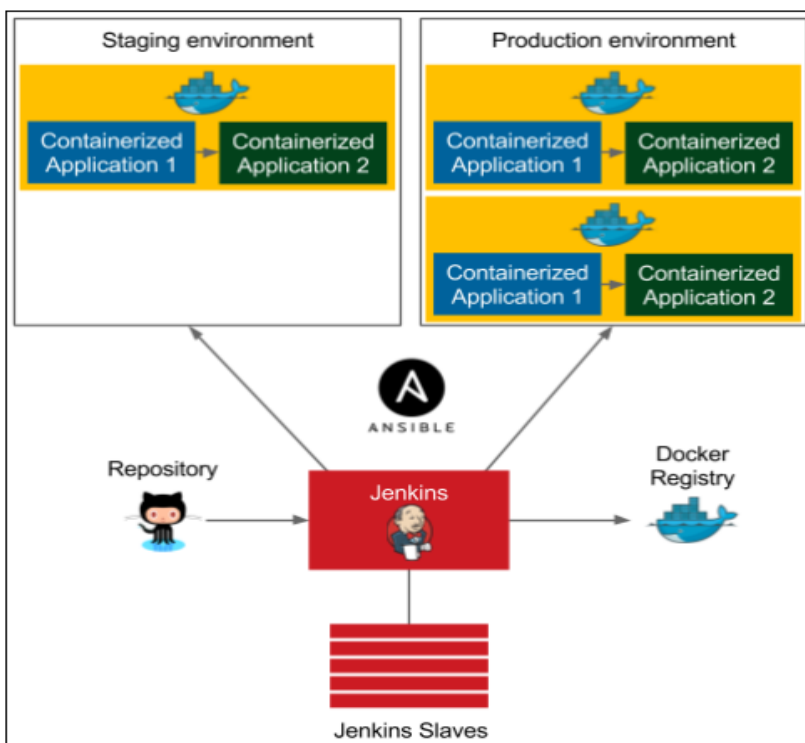 Staging environment
Containerized
Application 1
Containerized
Application 2
Production environment
Containerized
Application 1
Containerized
Application 2
Containerized
Application 1
Containerized
Application 2
ANSIBLE
Repository
Jenkins
Docker
Registry
Jenkins Slaves